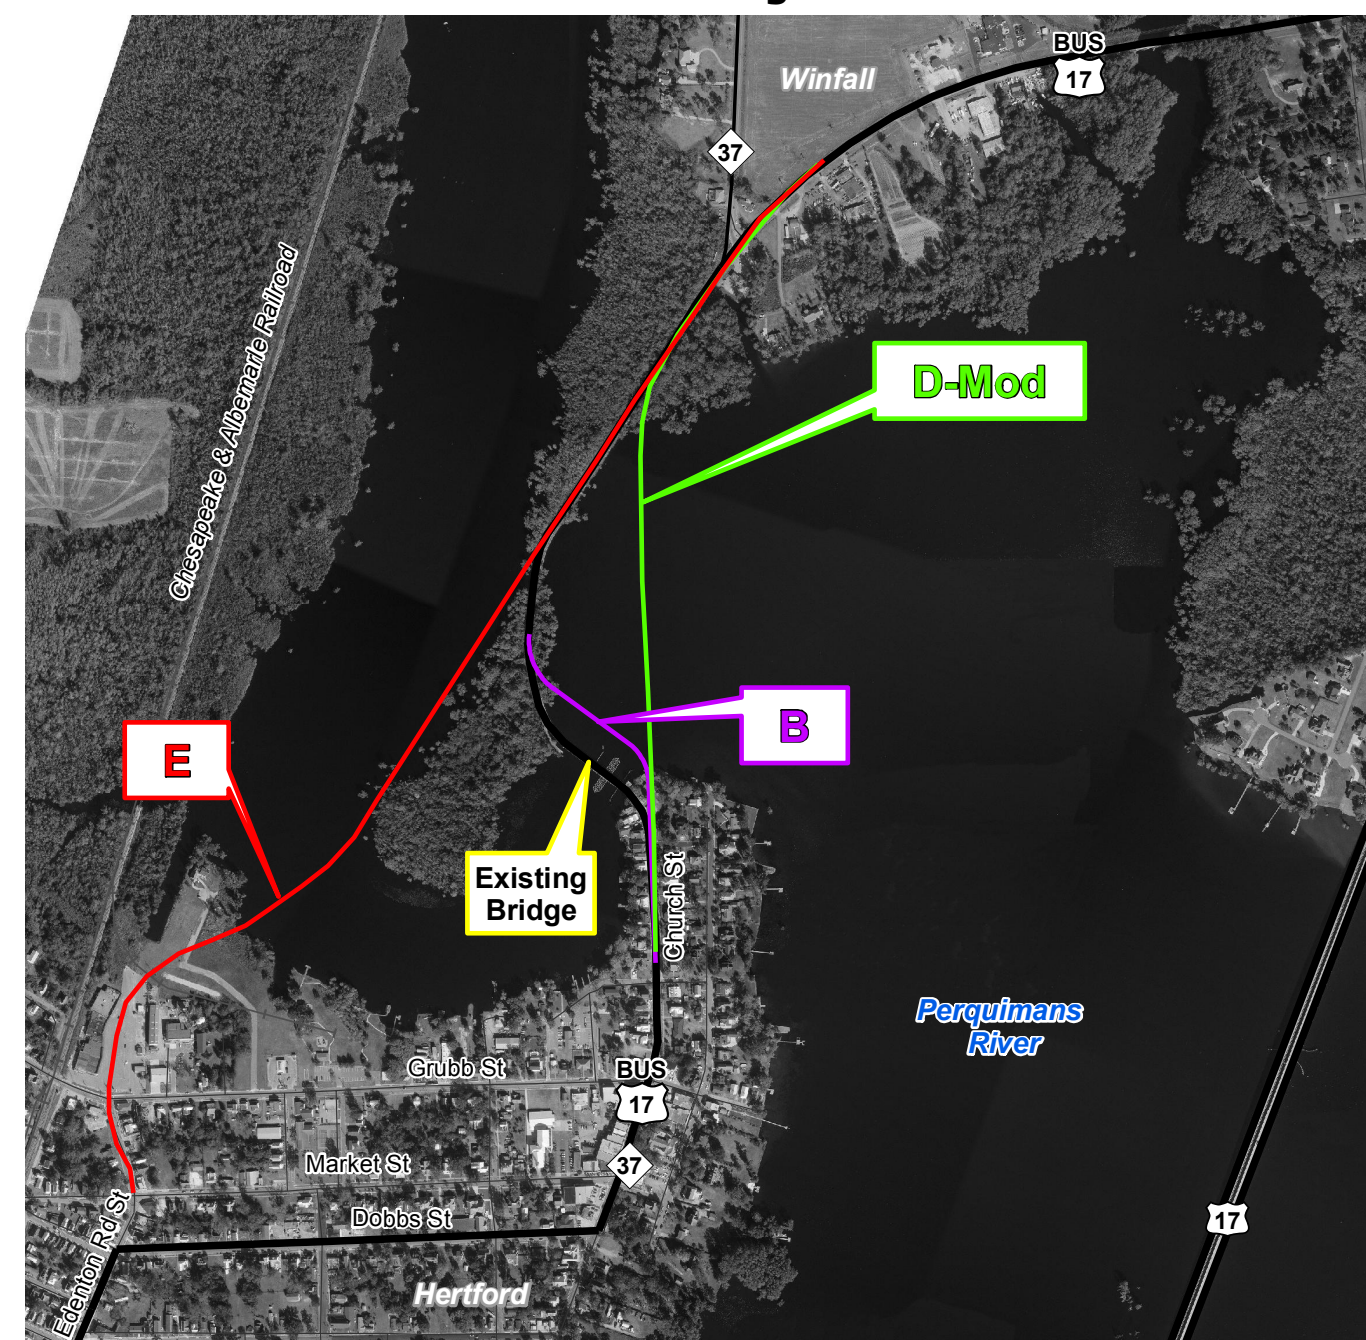 BUS
17
Winfall
37
Chesapeake & Albemarle Railroad
D-Mod
B
E
Existing
Bridge
Church St
Perquimans
River
Grubb St
BUS
17
Market St
37
Dobbs St
17
Edenton Rd St
Hertford